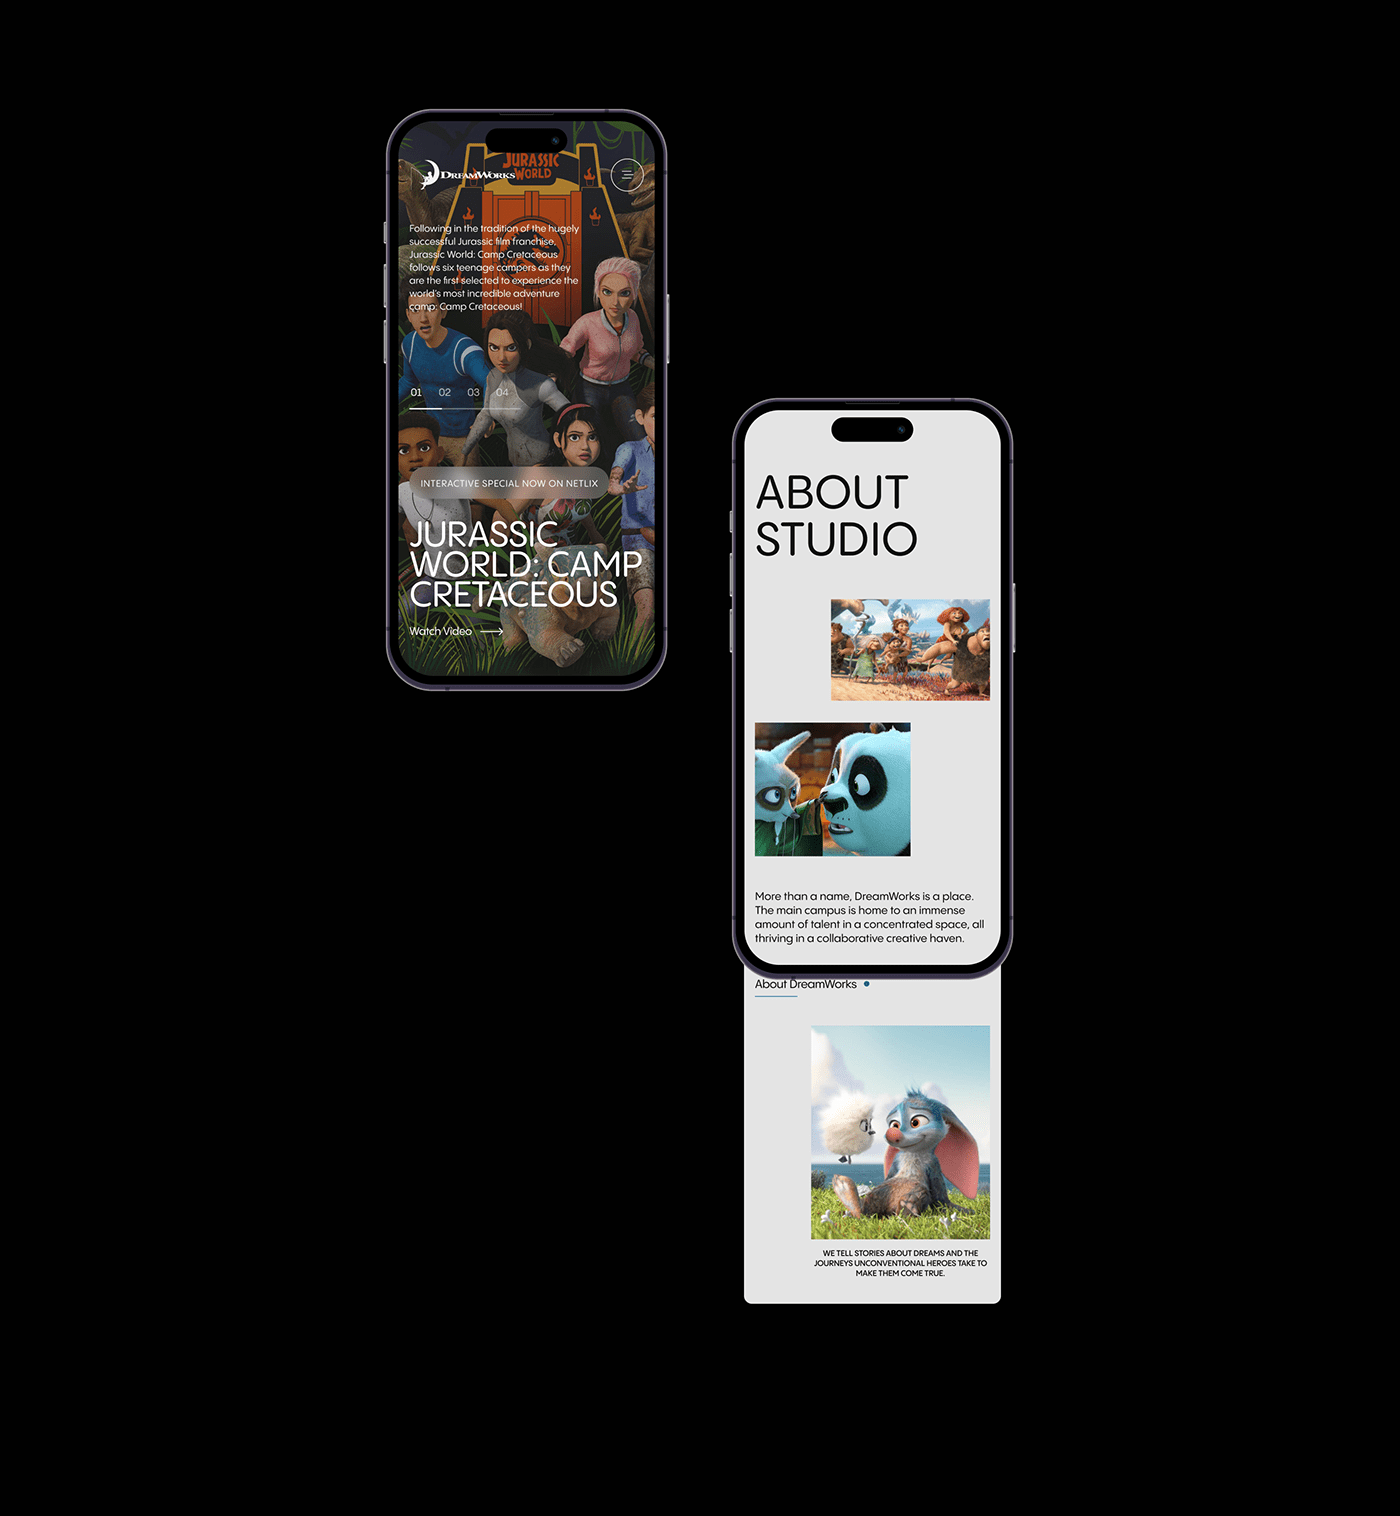 JURASSIC
WORLD
DREAMWORKS
Following in the tradition of the hugely
successful Jurassic film franchise,
Jurassic World: Camp Cretaceous
follows six teenage campers as they
are the first selected to experience the
world's most incredible adventure
camp: Camp Cretaceous!
01 02 03 04
INTERACTIVE SPECIAL NOW ON NETLIX
JURASSIC
WORLD: CAMP
CRETACEOUS
Watch Video
ABOUT
STUDIO
More than a name, DreamWorks is a place.
The main campus is home to an immense
amount of talent in a concentrated space, all
thriving in a collaborative creative haven.
About DreamWorks
WE TELL STORIES ABOUT DREAMS AND THE
JOURNEYS UNCONVENTIONAL HEROES TAKE TO
MAKE THEM COME TRUE.